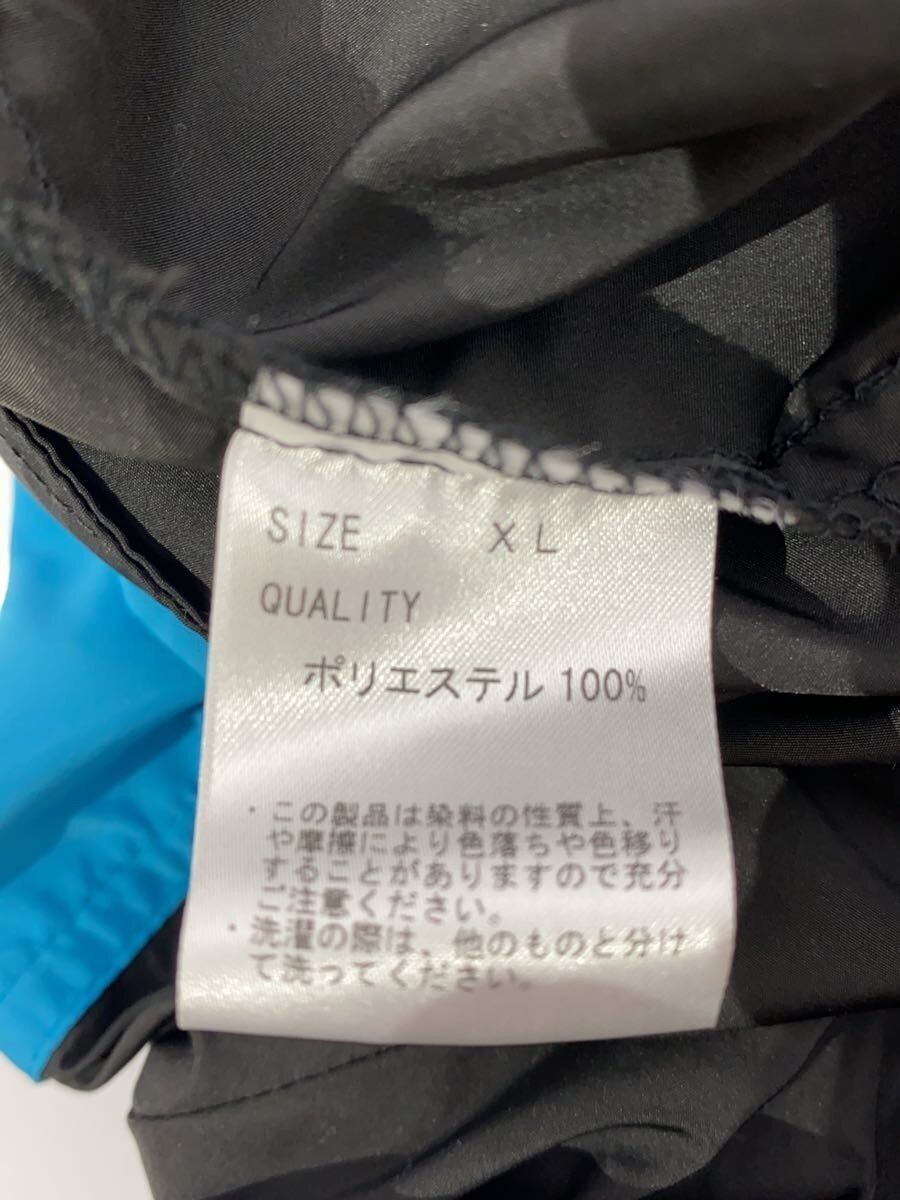 SIZE XL
QUALITY
ポリエステル100%
・この製品は染料の性質上、汗
や摩擦により色落ちや色移り
することがありますので充分
ご注意ください。
・洗濯の際は、他のものと分け
て洗ってください。